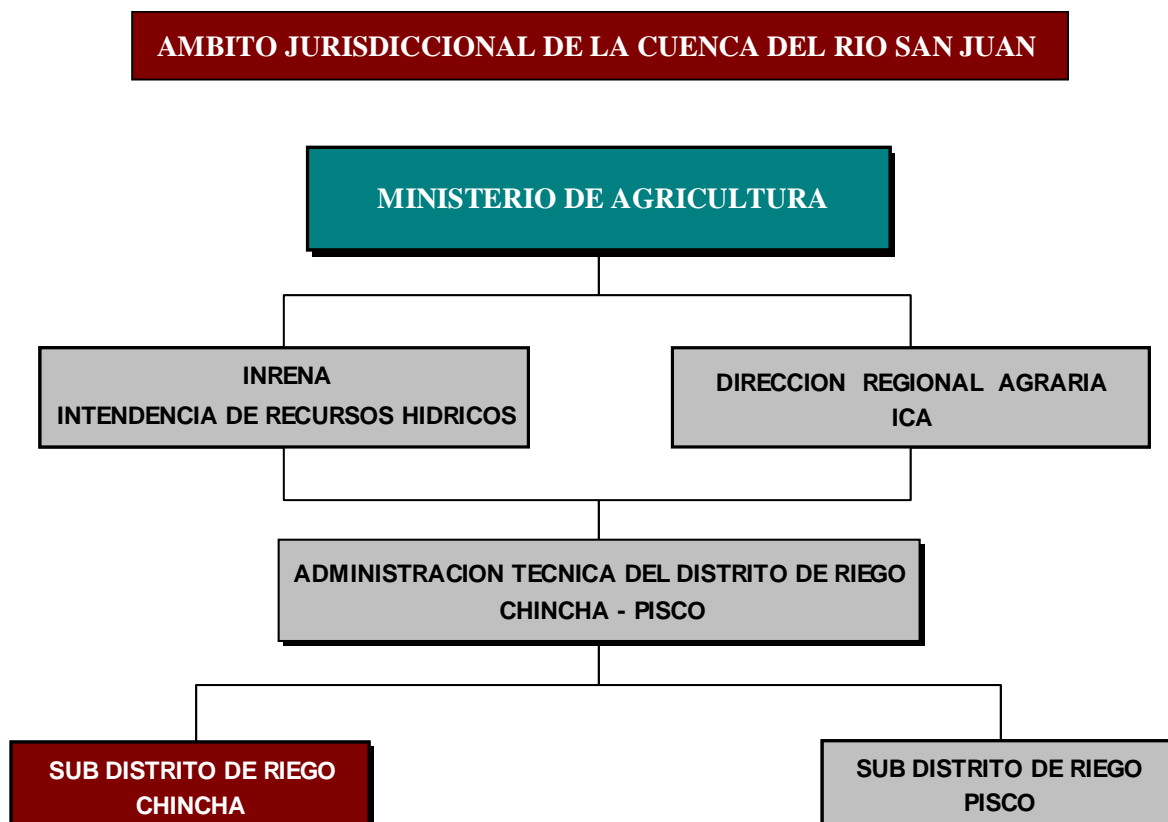 AMBITO JURISDICCIONAL DE LA CUENCA DEL RIO SAN JUAN
MINISTERIO DE AGRICULTURA
INRENA
INTENDENCIA DE RECURSOS HIDRICOS
DIRECCION REGIONAL AGRARIA
ICA
ADMINISTRACION TECNICA DEL DISTRITO DE RIEGO
CHINCHA - PISCO
SUB DISTRITO DE RIEGO
CHINCHA
SUB DISTRITO DE RIEGO
PISCO